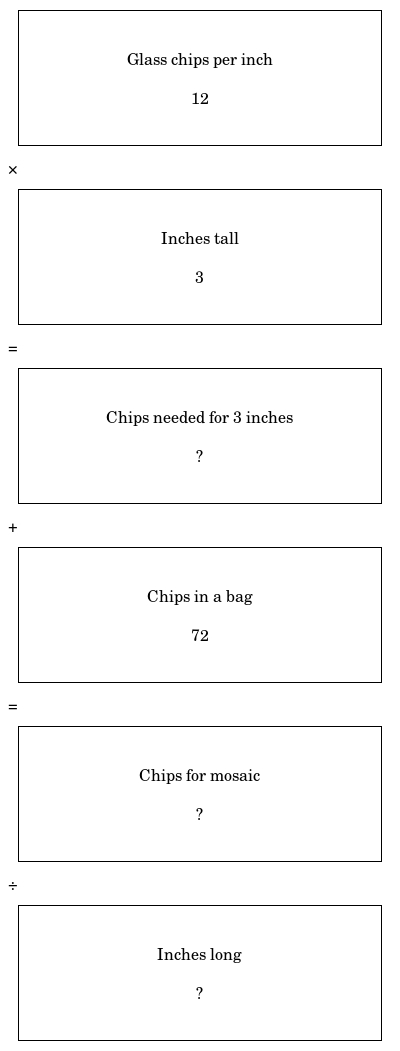 Glass chips per inch
12
×
Inches tall
3
=
Chips needed for 3 inches
?
+
Chips in a bag
72
=
Chips for mosaic
?
÷
Inches long
?